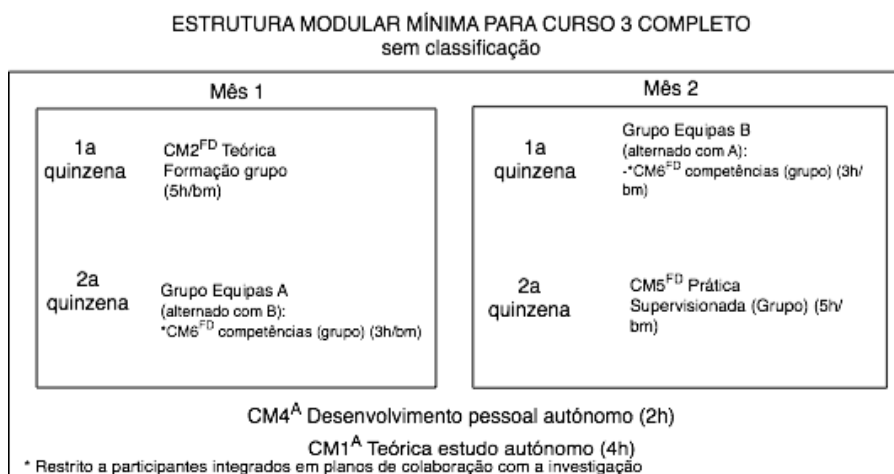 ESTRUTURA MODULAR MÍNIMA PARA CURSO 3 COMPLETO
sem classificação
Mês 1
1a
quinzena
CM2FD Teórica
Formação grupo
(5h/bm)
2a
quinzena
Grupo Equipas A
(alternado com B):
*CM6FD competências (grupo) (3h/bm)
Mês 2
1a
quinzena
Grupo Equipas B
(alternado com A):
-*CM6FD competências (grupo) (3h/
bm)
2a
quinzena
CM5FD Prática
Supervisionada (Grupo) (5h/
bm)
CM4A Desenvolvimento pessoal autónomo (2h)
CM1A Teórica estudo autónomo (4h)
* Restrito a participantes integrados em planos de colaboração com a investigação